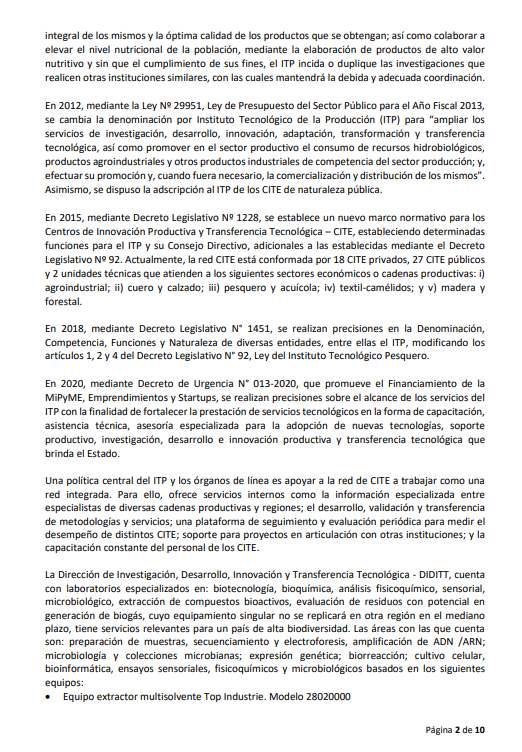 integral de los mismos y la óptima calidad de los productos que se obtengan; así como colaborar a
elevar el nivel nutricional de la población, mediante la elaboración de productos de alto valor
nutritivo y sin que el cumplimiento de sus fines, el ITP incida o duplique las investigaciones que
realicen otras instituciones similares, con las cuales mantendrá la debida y adecuada coordinación.
En 2012, mediante la Ley Nº 29951, Ley de Presupuesto del Sector Público para el Año Fiscal 2013,
se cambia la denominación por Instituto Tecnológico de la Producción (ITP) para “ampliar los
servicios de investigación, desarrollo, innovación, adaptación, transformación y transferencia
tecnológica, así como promover en el sector productivo el consumo de recursos hidrobiológicos,
productos agroindustriales y otros productos industriales de competencia del sector producción; y,
efectuar su promoción y, cuando fuera necesario, la comercialización y distribución de los mismos”.
Asimismo, se dispuso la adscripción al ITP de los CITE de naturaleza pública.
En 2015, mediante Decreto Legislativo Nº 1228, se establece un nuevo marco normativo para los
Centros de Innovación Productiva y Transferencia Tecnológica – CITE, estableciendo determinadas
funciones para el ITP y su Consejo Directivo, adicionales a las establecidas mediante el Decreto
Legislativo Nº 92. Actualmente, la red CITE está conformada por 18 CITE privados, 27 CITE públicos
y 2 unidades técnicas que atienden a los siguientes sectores económicos o cadenas productivas: i)
agroindustrial; ii) cuero y calzado; iii) pesquero y acuícola; iv) textil-camélidos; y v) madera y
forestal.
En 2018, mediante Decreto Legislativo N° 1451, se realizan precisiones en la Denominación,
Competencia, Funciones y Naturaleza de diversas entidades, entre ellas el ITP, modificando los
artículos 1, 2 y 4 del Decreto Legislativo N° 92, Ley del Instituto Tecnológico Pesquero.
En 2020, mediante Decreto de Urgencia N° 013-2020, que promueve el Financiamiento de la
MiPyME, Emprendimientos y Startups, se realizan precisiones sobre el alcance de los servicios del
ITP con la finalidad de fortalecer la prestación de servicios tecnológicos en la forma de capacitación,
asistencia técnica, asesoría especializada para la adopción de nuevas tecnologías, soporte
productivo, investigación, desarrollo e innovación productiva y transferencia tecnológica que
brinda el Estado.
Una política central del ITP y los órganos de línea es apoyar a la red de CITE a trabajar como una
red integrada. Para ello, ofrece servicios internos como la información especializada entre
especialistas de diversas cadenas productivas y regiones; el desarrollo, validación y transferencia
de metodologías y servicios; una plataforma de seguimiento y evaluación periódica para medir el
desempeño de distintos CITE; soporte para proyectos en articulación con otras instituciones; y la
capacitación constante del personal de los CITE.
La Dirección de Investigación, Desarrollo, Innovación y Transferencia Tecnológica - DIDITT, cuenta
con laboratorios especializados en: biotecnología, bioquímica, análisis fisicoquímico, sensorial,
microbiológico, extracción de compuestos bioactivos, evaluación de residuos con potencial en
generación de biogás, cuyo equipamiento singular no se replicará en otra región en el mediano
plazo, tiene servicios relevantes para un país de alta biodiversidad. Las áreas con las que cuenta
son: preparación de muestras, secuenciamiento y electroforesis, amplificación de ADN /ARN;
microbiología y colecciones microbianas; expresión genética; biorreacción; cultivo celular,
bioinformática, ensayos sensoriales, fisicoquímicos y microbiológicos basados en los siguientes
equipos:
• Equipo extractor multisolvente Top Industrie. Modelo 28020000
Página 2 de 10